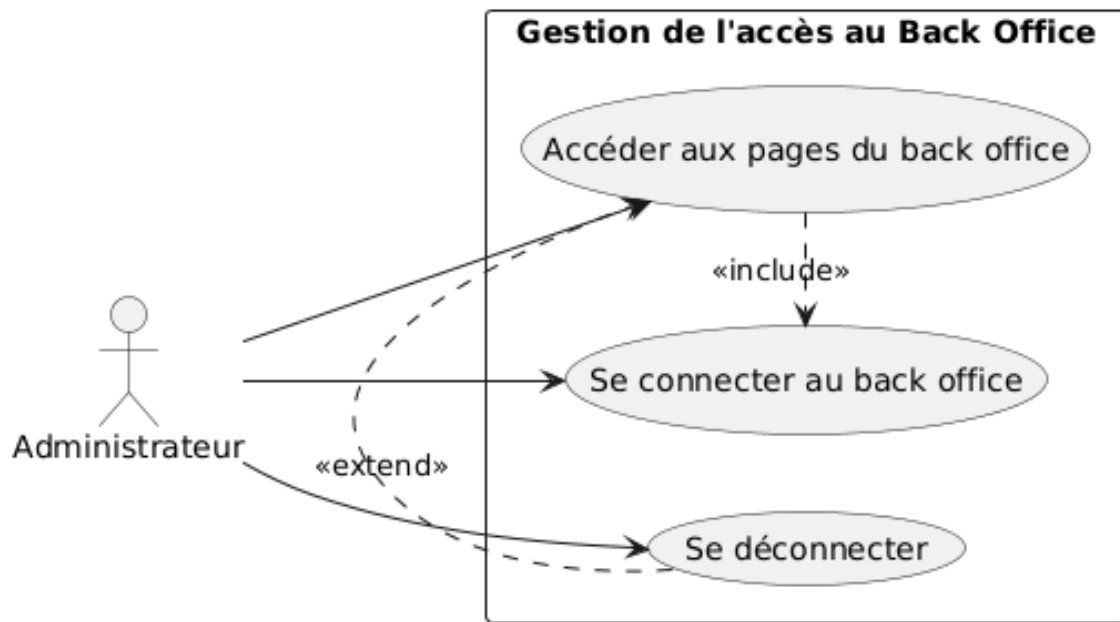 Gestion de l'accès au Back Office
Accéder aux pages du back office
«include»
Se connecter au back office
Administrateur
«extend»
Se déconnecter